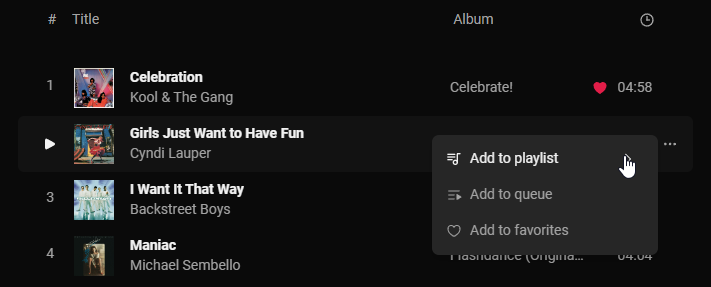 # Title Album
1 Celebration Celebrate! 04:58
Kool & The Gang
Girls Just Want to Have Fun
Cyndi Lauper
Add to playlist
3 I Want It That Way
Backstreet Boys
Add to queue
Add to favorites
4 Maniac
Michael Sembello
Flashdance (Origina... 04:04